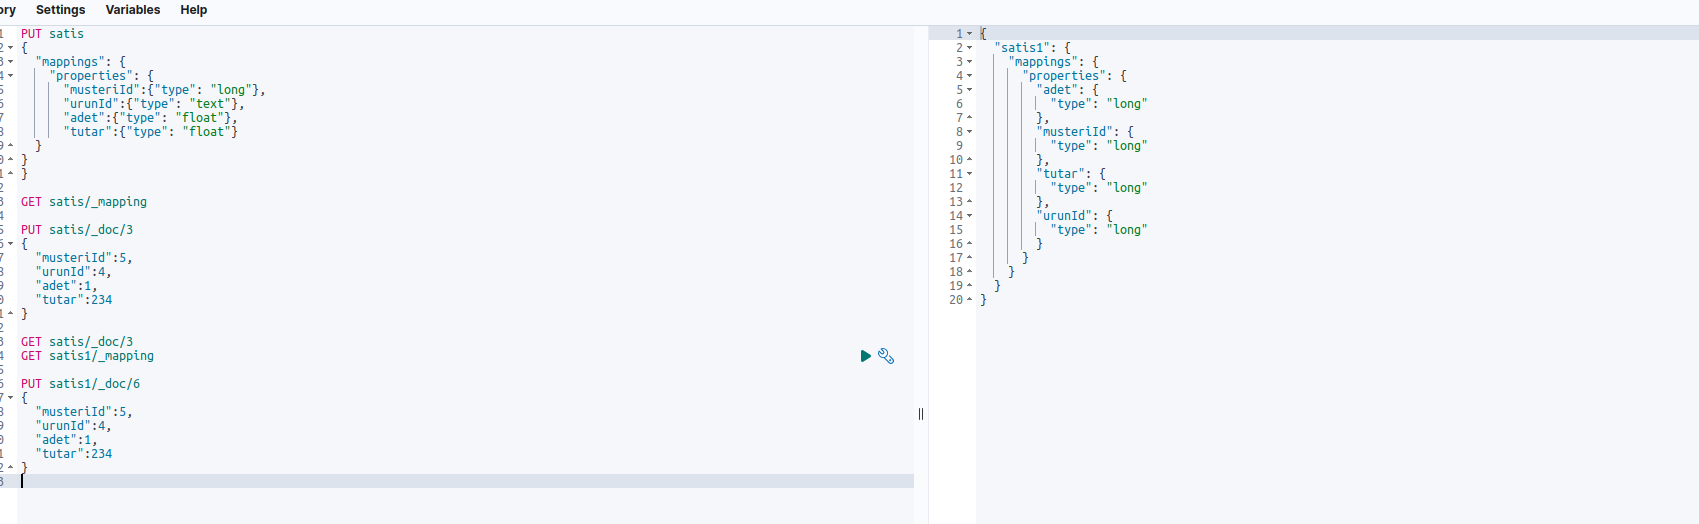 ory Settings Variables Help
1 PUT satis
2 {
3 "mappings": {
4 "properties": {
5 "musteriId":{"type": "long"},
6 "urunId":{"type": "text"},
7 "adet":{"type": "float"},
8 "tutar":{"type": "float"}
9 }
0 }
1 }
2
3 GET satis/_mapping
4
5 PUT satis/_doc/3
6 {
7 "musteriId":5,
8 "urunId":4,
9 "adet":1,
0 "tutar":234
1 }
2
3 GET satis/_doc/3
4 GET satis1/_mapping
5
6 PUT satis1/_doc/6
7 {
8 "musteriId":5,
9 "urunId":4,
0 "adet":1,
1 "tutar":234
2 }
3
1 {
2 "satis1": {
3 "mappings": {
4 "properties": {
5 "adet": {
6 "type": "long"
7 },
8 "musteriId": {
9 "type": "long"
10 },
11 "tutar": {
12 "type": "long"
13 },
14 "urunId": {
15 "type": "long"
16 }
17 }
18 }
19 }
20 }